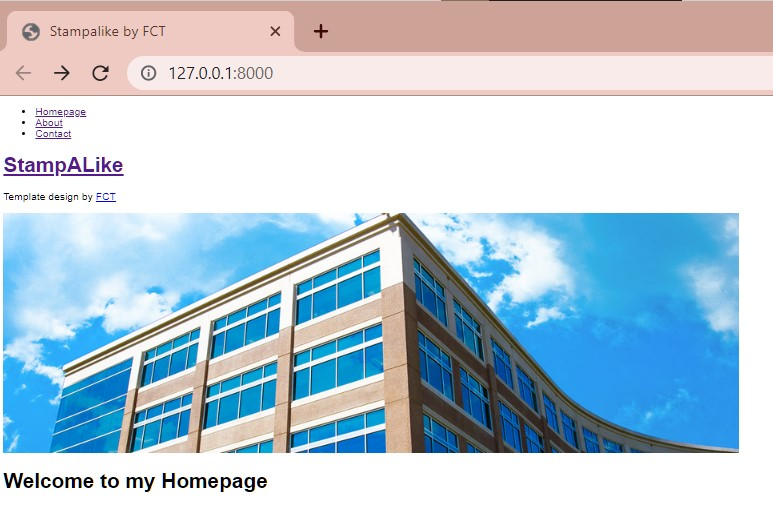 Stampalike by FCT
127.0.0.1:8000
Homepage
About
Contact
StampALike
Template design by FCT
Welcome to my Homepage